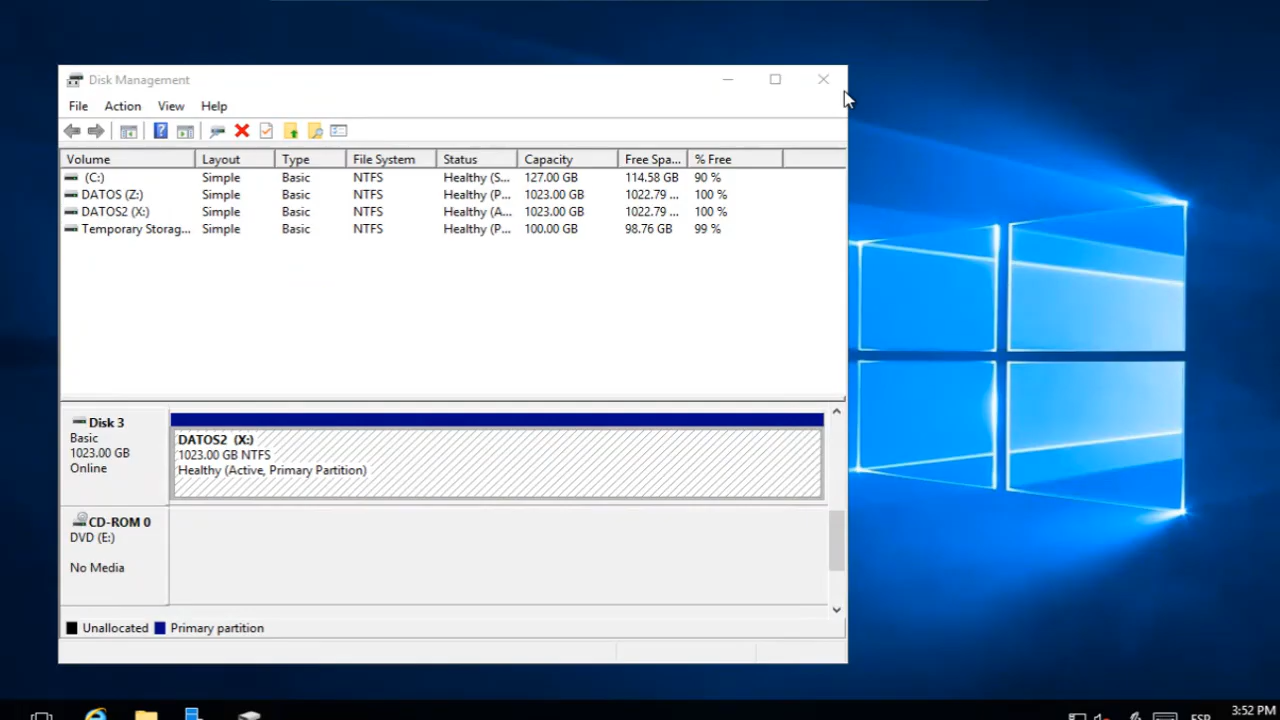 Disk Management
File Action View Help
Volume Layout Type File System Status Capacity Free Spa... % Free
(C:) Simple Basic NTFS Healthy (S... 127.00 GB 114.58 GB 90 %
DATOS (Z:) Simple Basic NTFS Healthy (P... 1023.00 GB 1022.79 ... 100 %
DATOS2 (X:) Simple Basic NTFS Healthy (A... 1023.00 GB 1022.79 ... 100 %
Temporary Storag... Simple Basic NTFS Healthy (P... 100.00 GB 98.76 GB 99 %
Disk 3
Basic
1023.00 GB
Online
DATOS2 (X:)
1023.00 GB NTFS
Healthy (Active, Primary Partition)
CD-ROM 0
DVD (E:)
No Media
Unallocated Primary partition
ESP 3:52 PM